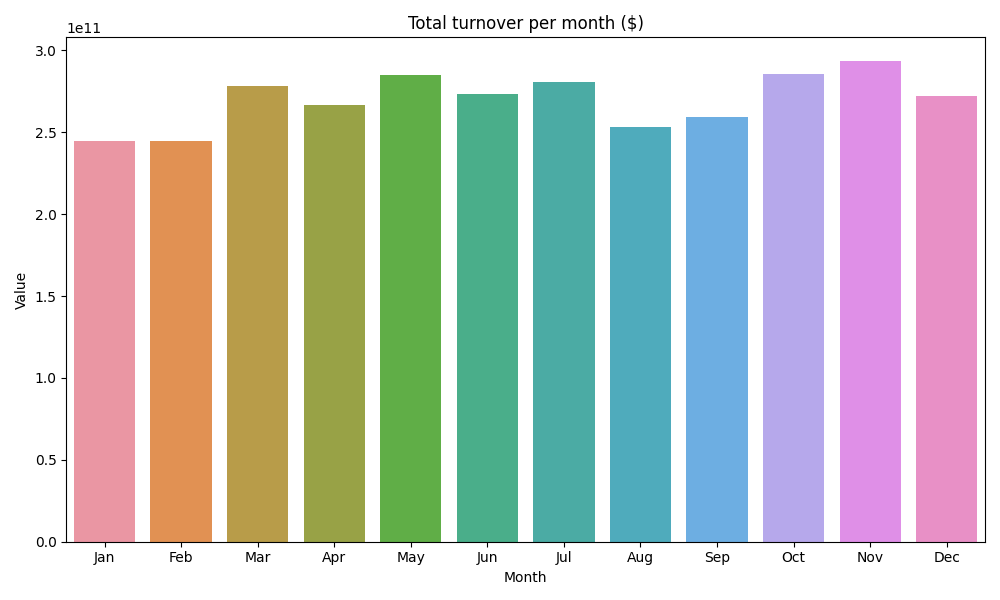 Total turnover per month ($)
1e11
3.0
2.5
2.0
1.5
1.0
0.5
0.0
Value
Jan Feb Mar Apr May Jun Jul Aug Sep Oct Nov Dec
Month